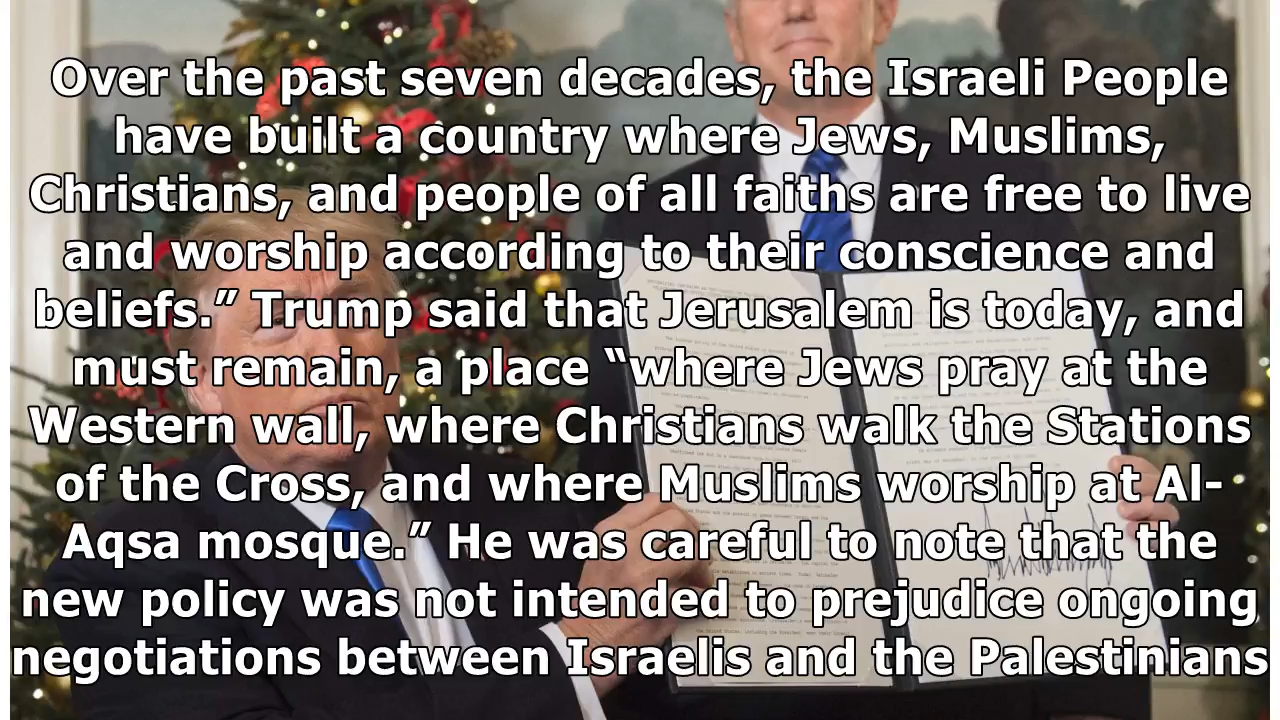 Over the past seven decades, the Israeli People
have built a country where Jews, Muslims,
Christians, and people of all faiths are free to live
and worship according to their conscience and
beliefs.” Trump said that Jerusalem is today, and
must remain, a place “where Jews pray at the
Western wall, where Christians walk the Stations
of the Cross, and where Muslims worship at Al-
Aqsa mosque.” He was careful to note that the
new policy was not intended to prejudice ongoing
negotiations between Israelis and the Palestinians